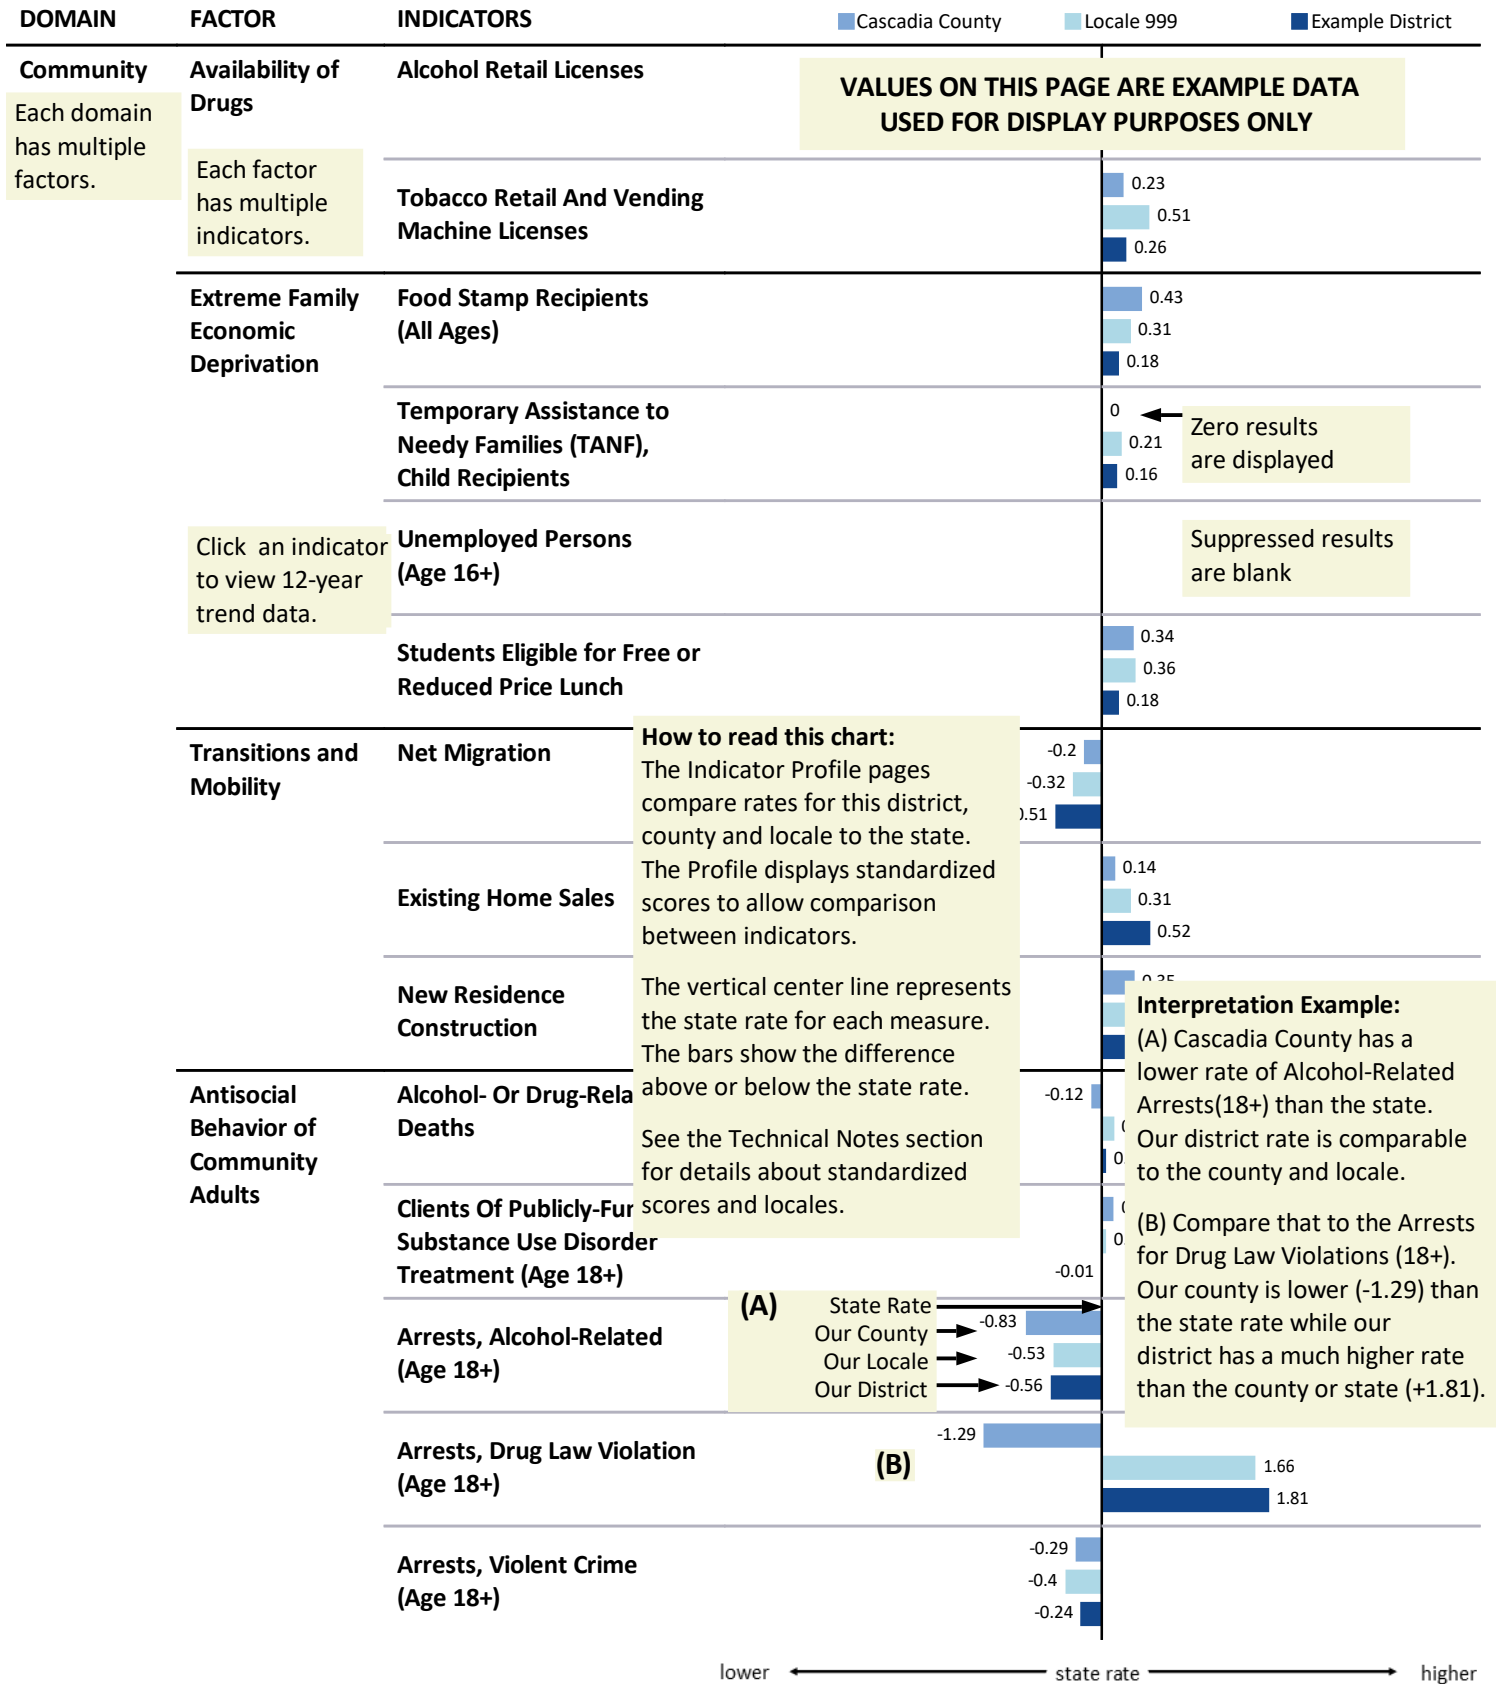 DOMAIN FACTOR INDICATORS Cascadia County Locale 999 Example District
Community
Each domain
has multiple
factors.
Availability of
Drugs
Each factor
has multiple
indicators.
Alcohol Retail Licenses
VALUES ON THIS PAGE ARE EXAMPLE DATA
USED FOR DISPLAY PURPOSES ONLY
Tobacco Retail And Vending
Machine Licenses
0.23
0.51
0.26
Extreme Family
Economic
Deprivation
Food Stamp Recipients
(All Ages)
0.43
0.31
0.18
Temporary Assistance to
Needy Families (TANF),
Child Recipients
0
0.21
0.16
Zero results
are displayed
Click an indicator
to view 12-year
trend data.
Unemployed Persons
(Age 16+)
Suppressed results
are blank
Students Eligible for Free or
Reduced Price Lunch
0.34
0.36
0.18
Transitions and
Mobility
Net Migration
-0.2
-0.32
.51
Existing Home Sales
0.14
0.31
0.52
New Residence
Construction
How to read this chart:
The Indicator Profile pages
compare rates for this district,
county and locale to the state.
The Profile displays standardized
scores to allow comparison
between indicators.
The vertical center line represents
the state rate for each measure.
The bars show the difference
above or below the state rate.
See the Technical Notes section
for details about standardized
scores and locales.
Antisocial
Behavior of
Community
Adults
Alcohol- Or Drug-Rela
Deaths
-0.12
0.
Clients Of Publicly-Fun
Substance Use Disorder
Treatment (Age 18+)
0.
-0.01
Interpretation Example:
(A) Cascadia County has a
lower rate of Alcohol-Related
Arrests(18+) than the state.
Our district rate is comparable
to the county and locale.
(B) Compare that to the Arrests
for Drug Law Violations (18+).
Our county is lower (-1.29) than
the state rate while our
district has a much higher rate
than the county or state (+1.81).
Arrests, Alcohol-Related
(Age 18+)
(A) State Rate
Our County -0.83
Our Locale -0.53
Our District -0.56
Arrests, Drug Law Violation
(Age 18+)
(B)
-1.29
1.66
1.81
Arrests, Violent Crime
(Age 18+)
-0.29
-0.4
-0.24
lower state rate higher